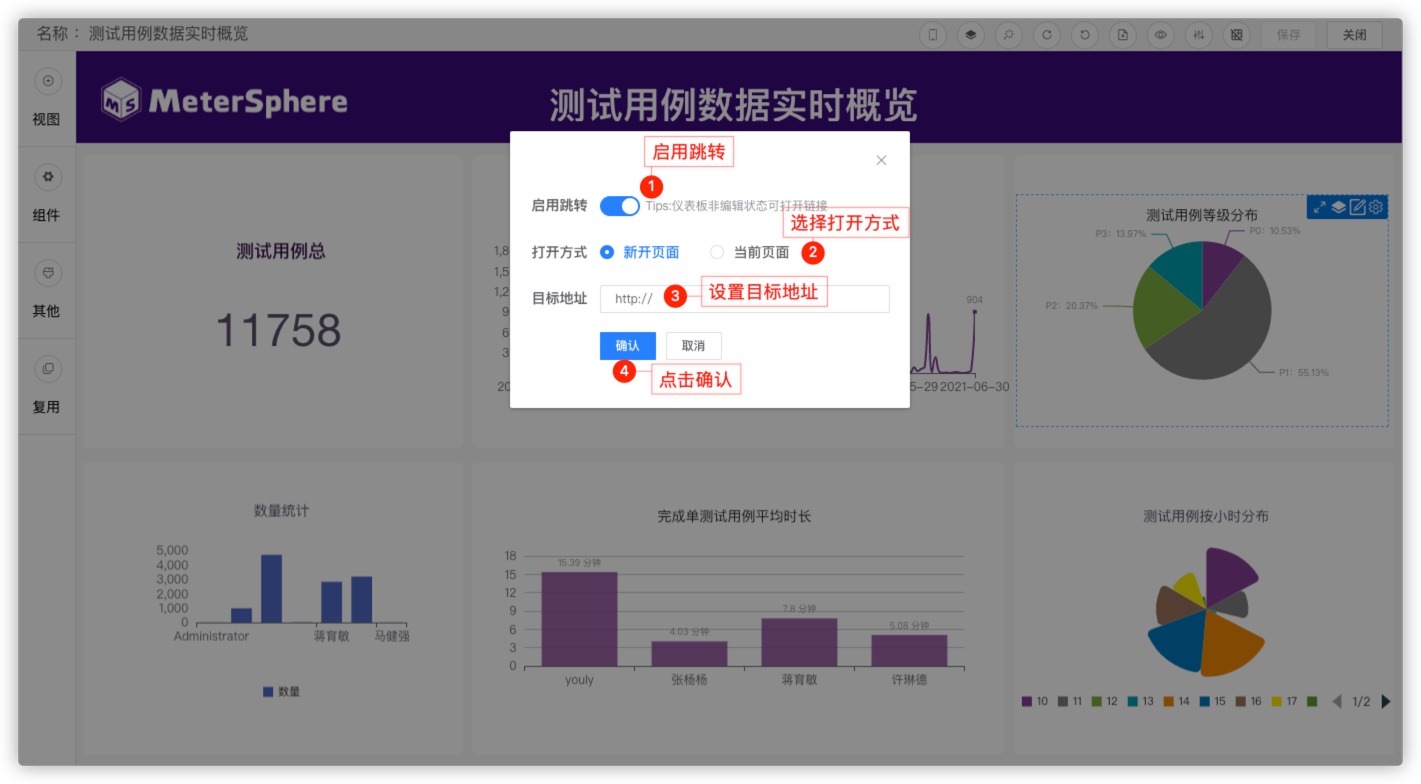 名称： 测试用例数据实时概览
保存
关闭
视图
组件
其他
复用
MeterSphere
测试用例数据实时概览
启用跳转
1
启用跳转
Tips:仪表板非编辑状态可打开链接
选择打开方式
打开方式
新开页面
当前页面
2
目标地址
http://
3
设置目标地址
确认
取消
4
点击确认
测试用例总
11758
1,8
1,5
1,2
9
6
3
20
904
5-29 2021-06-30
测试用例等级分布
P3: 13.97%
P0: 10.53%
P2: 20.37%
P1: 55.13%
数量统计
5,000
4,000
3,000
2,000
1,000
0
Administrator
蒋育敏
马健强
数量
完成单测试用例平均时长
18
15
12
9
6
3
0
15.39 分钟
4.03 分钟
7.8 分钟
5.08 分钟
youly
张杨杨
蒋育敏
许琳德
测试用例按小时分布
10
11
12
13
14
15
16
17
1/2